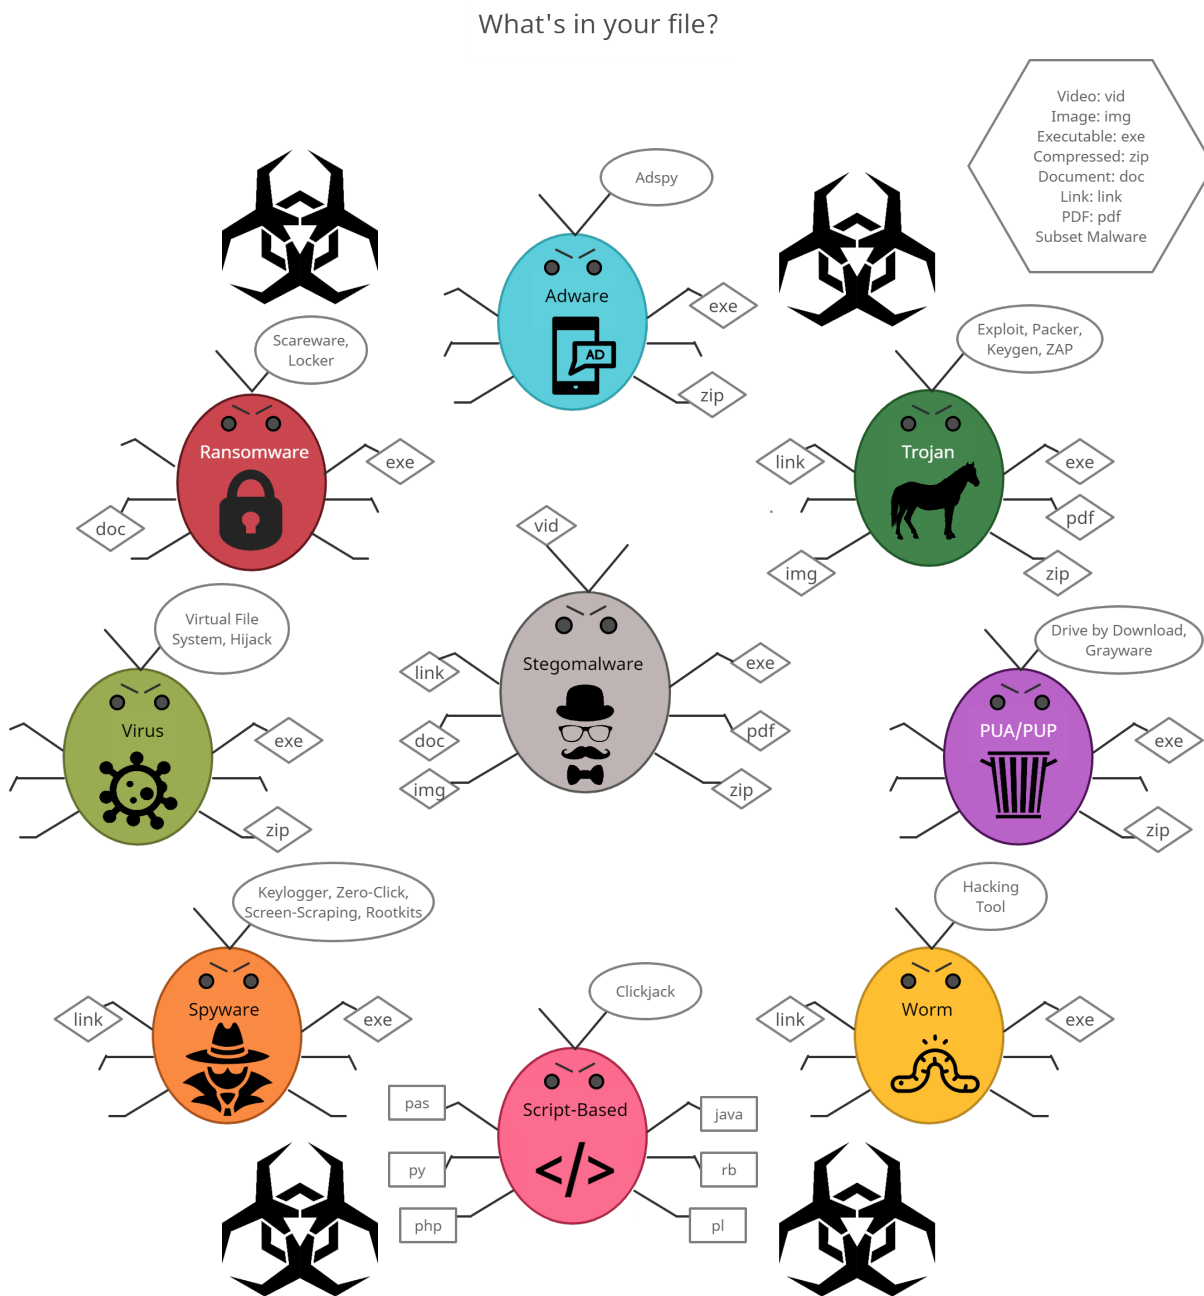 What's in your file?
Video: vid
Image: img
Executable: exe
Compressed: zip
Document: doc
Link: link
PDF: pdf
Subset Malware
Adspy
Adware
AD
exe
zip
Scareware,
Locker
Ransomware
exe
doc
Exploit, Packer,
Keygen, ZAP
Trojan
link
exe
pdf
img
zip
vid
Stegomalware
link
exe
doc
pdf
img
zip
Virtual File
System, Hijack
Virus
exe
zip
Drive by Download,
Grayware
PUA/PUP
exe
zip
Keylogger, Zero-Click,
Screen-Scraping, Rootkits
Spyware
link
exe
Clickjack
Script-Based
</>
pas
java
py
rb
php
pl
Hacking
Tool
Worm
link
exe